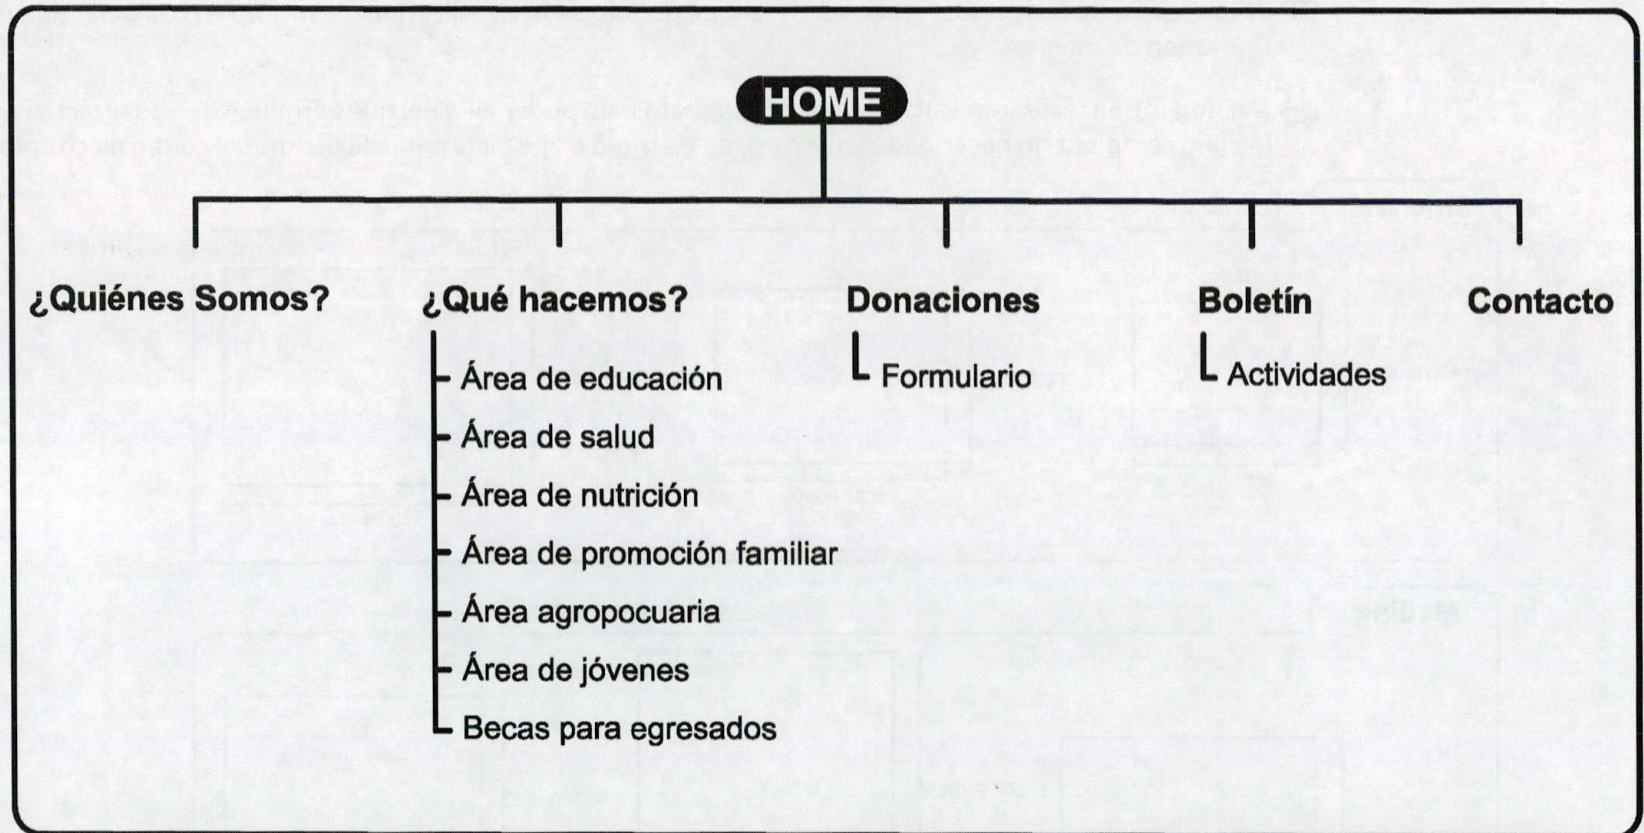 HOME
¿Quiénes Somos?
¿Qué hacemos?
Área de educación
Área de salud
Área de nutrición
Área de promoción familiar
Área agropocuaria
Área de jóvenes
Becas para egresados
Donaciones
Formulario
Boletín
Actividades
Contacto